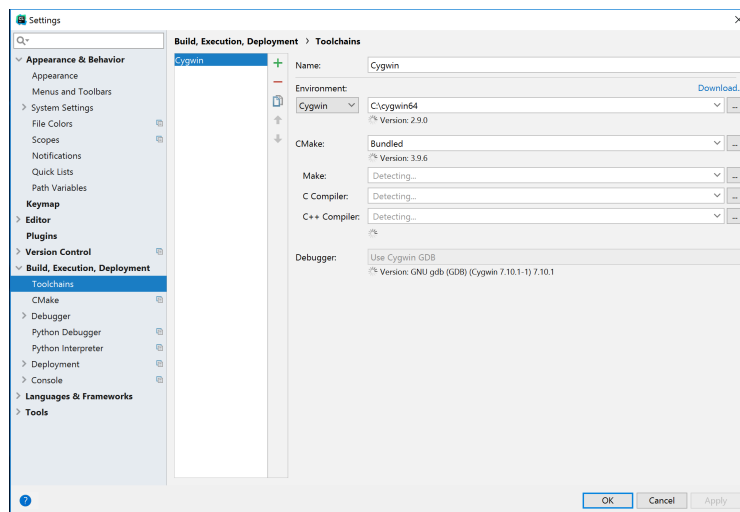 Settings
Build, Execution, Deployment > Toolchains
Appearance & Behavior
Appearance
Menus and Toolbars
System Settings
File Colors
Scopes
Notifications
Quick Lists
Path Variables
Keymap
Editor
Plugins
Version Control
Build, Execution, Deployment
Toolchains
CMake
Debugger
Python Debugger
Python Interpreter
Deployment
Console
Languages & Frameworks
Tools
Cygwin
Name: Cygwin
Environment: Download...
Cygwin C:\cygwin64 ...
Version: 2.9.0
CMake: Bundled ...
Version: 3.9.6
Make: Detecting... ...
C Compiler: Detecting... ...
C++ Compiler: Detecting... ...
Debugger: Use Cygwin GDB
Version: GNU gdb (GDB) (Cygwin 7.10.1-1) 7.10.1
? OK Cancel Apply